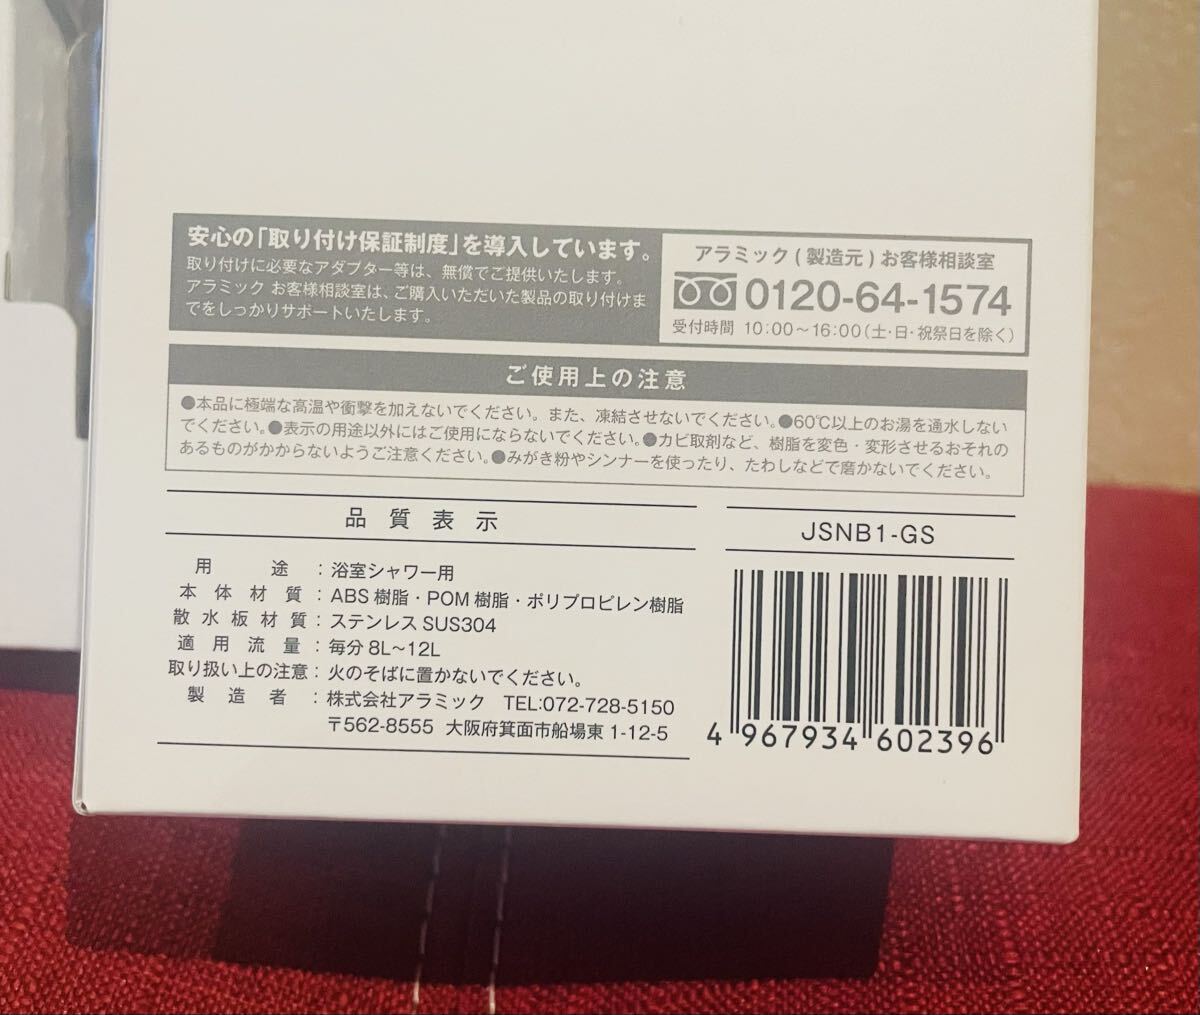 安心の「取り付け保証制度」を導入しています。
取り付けに必要なアダプター等は、無償でご提供いたします。
アラミック お客様相談室は、ご購入いただいた製品の取り付けま
でをしっかりサポートいたします。
アラミック(製造元)お客様相談室
0120-64-1574
受付時間 10:00〜16:00(土・日・祝祭日を除く)
ご使用上の注意
●本品に極端な高温や衝撃を加えないでください。また、凍結させないでください。●60℃以上のお湯を通水しない
でください。●表示の用途以外にはご使用にならないでください。●カビ取剤など、樹脂を変色・変形させるおそれの
あるものがかからないようご注意ください。●みがき粉やシンナーを使ったり、たわしなどで磨かないでください。
品質表示
用途:浴室シャワー用
本体材質:ABS樹脂・POM樹脂・ポリプロピレン樹脂
散水板材質:ステンレス SUS304
適用流量:毎分 8L〜12L
取り扱い上の注意:火のそばに置かないでください。
製造者:株式会社アラミック TEL:072-728-5150
〒562-8555 大阪府箕面市船場東 1-12-5
JSNB1-GS
4 967934 602396